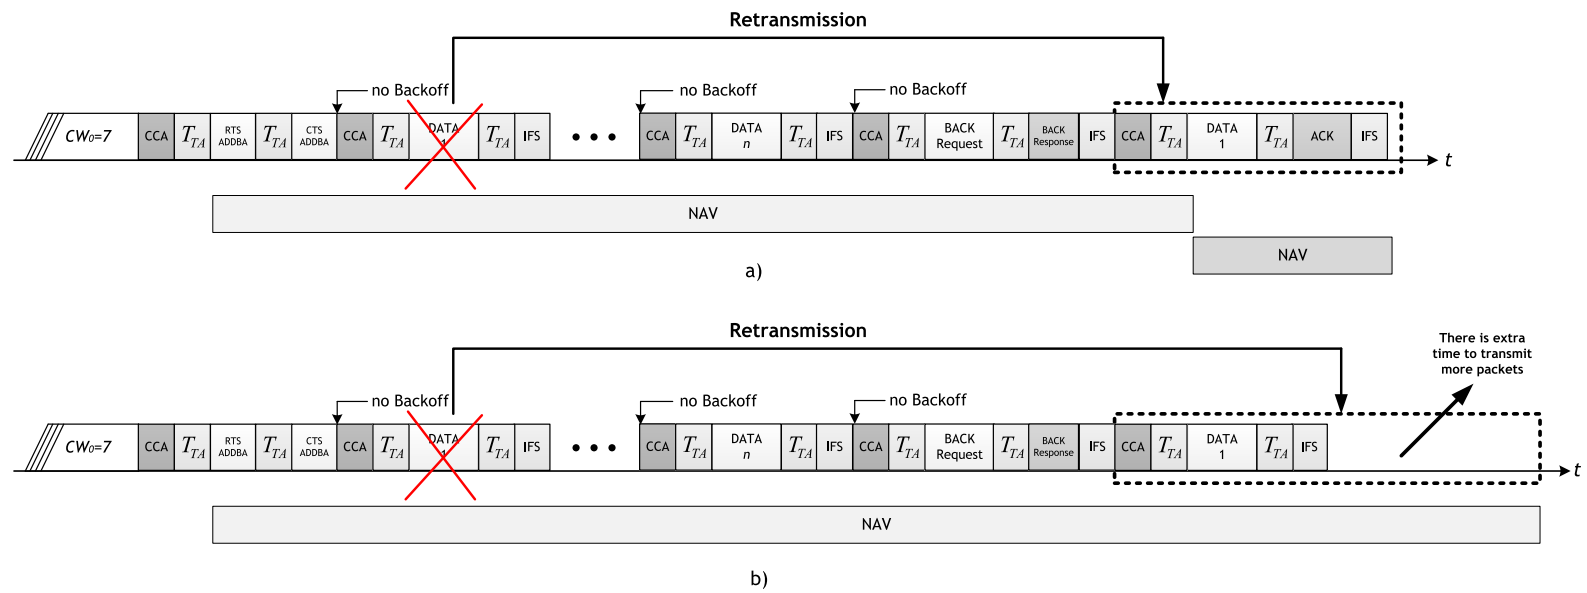 Retransmission
no Backoff no Backoff no Backoff
CW₀=7 CCA T_TA RTS ADDBA T_TA CTS ADDBA CCA T_TA DATA 1 T_TA IFS ••• CCA T_TA DATA n T_TA IFS CCA T_TA BACK Request T_TA BACK Response IFS CCA T_TA DATA 1 T_TA ACK IFS
t
NAV
NAV
a)
Retransmission
There is extra
time to transmit
more packets
no Backoff no Backoff no Backoff
CW₀=7 CCA T_TA RTS ADDBA T_TA CTS ADDBA CCA T_TA DATA 1 T_TA IFS ••• CCA T_TA DATA n T_TA IFS CCA T_TA BACK Request T_TA BACK Response IFS CCA T_TA DATA 1 T_TA IFS
t
NAV
b)